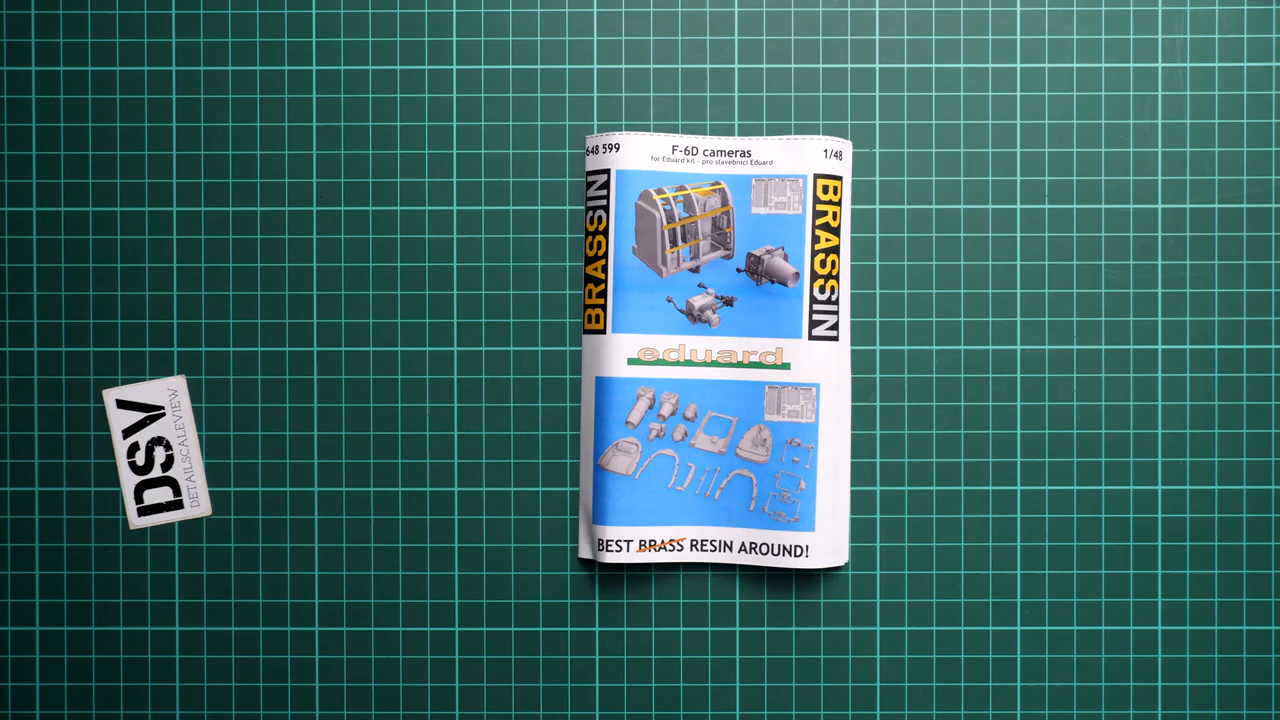 648 599
F-6D cameras
1/48
for Eduard kit - pro stavebnici Eduard
BRASSIN
BRASSIN
eduard
BEST BRASS RESIN AROUND!
DSV
DETAILSCALEVIEW